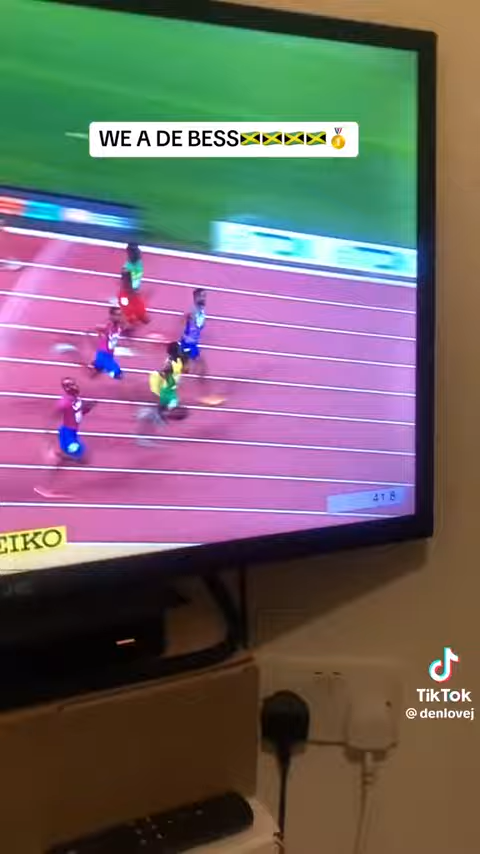 WE A DE BESS🇯🇲🇯🇲🇯🇲🇯🇲🏅
41.8
EIKO
TikTok
@ denlovej